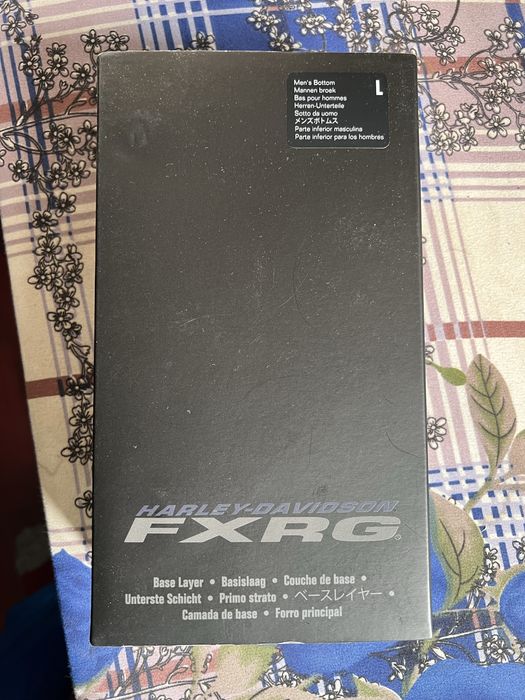 Men's Bottom
L
Mannen broek
Bas pour hommes
Herren-Unterteile
Sotto da uomo
メンズボトムス
Parte inferior masculina
Parte inferior para los hombres
HARLEY-DAVIDSON
FXRG®
Base Layer • Basislaag • Couche de base •
Unterste Schicht • Primo strato • ベースレイヤー •
Camada de base • Forro principal